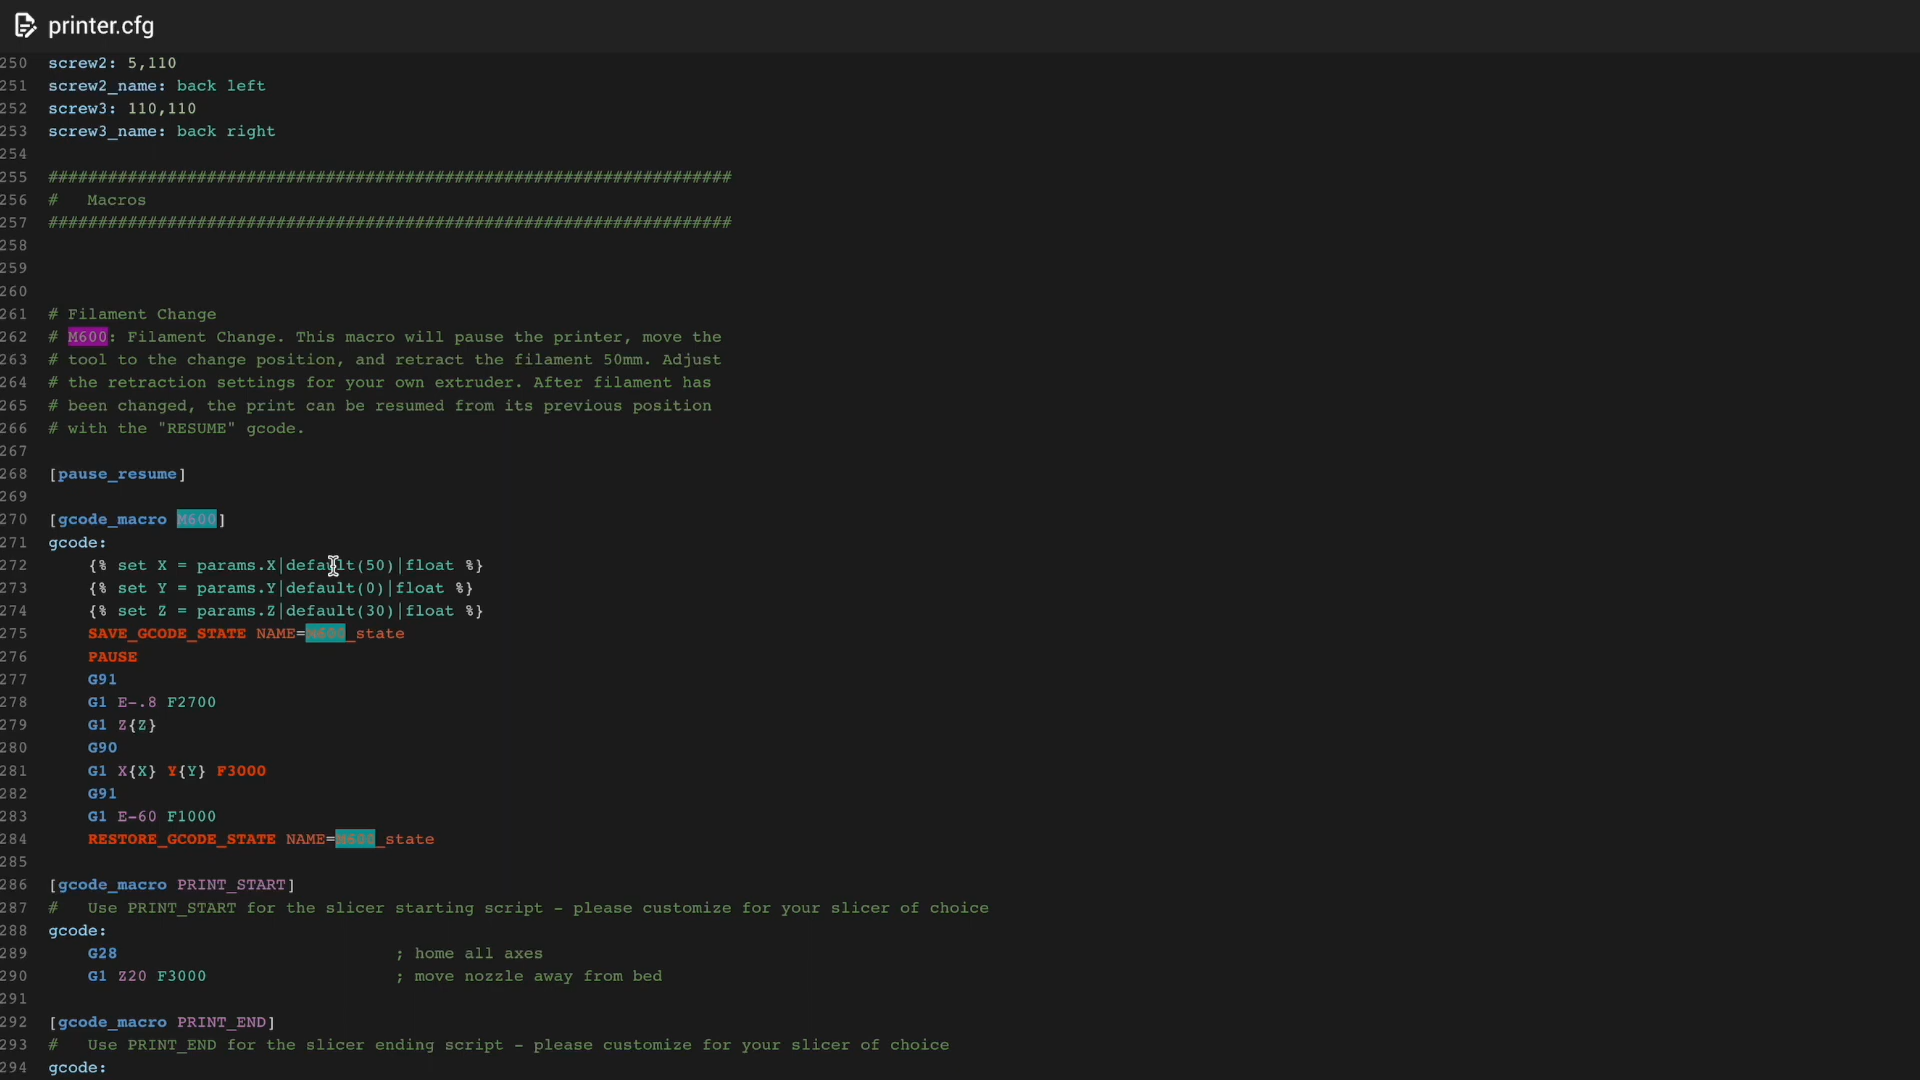 printer.cfg
250 screw2: 5,110
251 screw2_name: back left
252 screw3: 110,110
253 screw3_name: back right
254
255 #####################################################################
256 #   Macros
257 #####################################################################
258
259
260
261 # Filament Change
262 # M600: Filament Change. This macro will pause the printer, move the
263 # tool to the change position, and retract the filament 50mm. Adjust
264 # the retraction settings for your own extruder. After filament has
265 # been changed, the print can be resumed from its previous position
266 # with the "RESUME" gcode.
267
268 [pause_resume]
269
270 [gcode_macro M600]
271 gcode:
272     {% set X = params.X|default(50)|float %}
273     {% set Y = params.Y|default(0)|float %}
274     {% set Z = params.Z|default(30)|float %}
275     SAVE_GCODE_STATE NAME=M600_state
276     PAUSE
277     G91
278     G1 E-.8 F2700
279     G1 Z{Z}
280     G90
281     G1 X{X} Y{Y} F3000
282     G91
283     G1 E-60 F1000
284     RESTORE_GCODE_STATE NAME=M600_state
285
286 [gcode_macro PRINT_START]
287 #   Use PRINT_START for the slicer starting script - please customize for your slicer of choice
288 gcode:
289     G28                            ; home all axes
290     G1 Z20 F3000                   ; move nozzle away from bed
291
292 [gcode_macro PRINT_END]
293 #   Use PRINT_END for the slicer ending script - please customize for your slicer of choice
294 gcode: